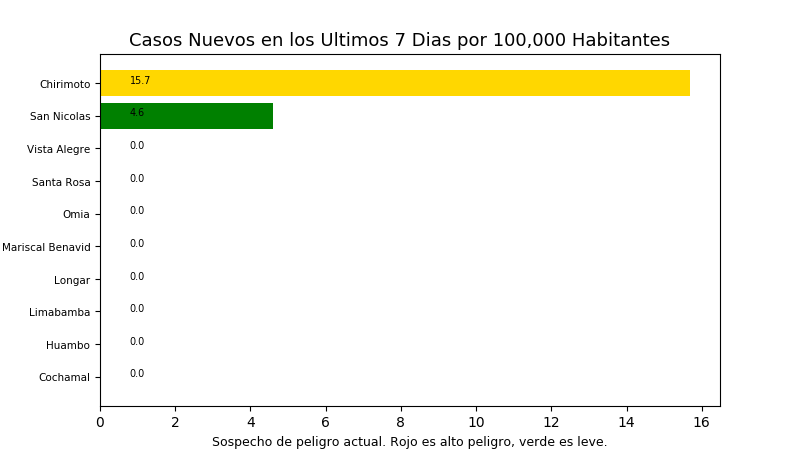 Casos Nuevos en los Ultimos 7 Dias por 100,000 Habitantes
Chirimoto 15.7
San Nicolas 4.6
Vista Alegre 0.0
Santa Rosa 0.0
Omia 0.0
Mariscal Benavid 0.0
Longar 0.0
Limabamba 0.0
Huambo 0.0
Cochamal 0.0
0 2 4 6 8 10 12 14 16
Sospecho de peligro actual. Rojo es alto peligro, verde es leve.